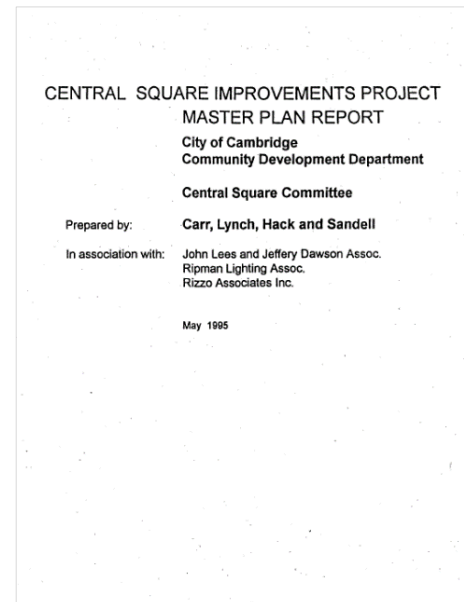 CENTRAL SQUARE IMPROVEMENTS PROJECT
MASTER PLAN REPORT
City of Cambridge
Community Development Department
Central Square Committee
Prepared by: Carr, Lynch, Hack and Sandell
In association with: John Lees and Jeffery Dawson Assoc.
Ripman Lighting Assoc.
Rizzo Associates Inc.
May 1995